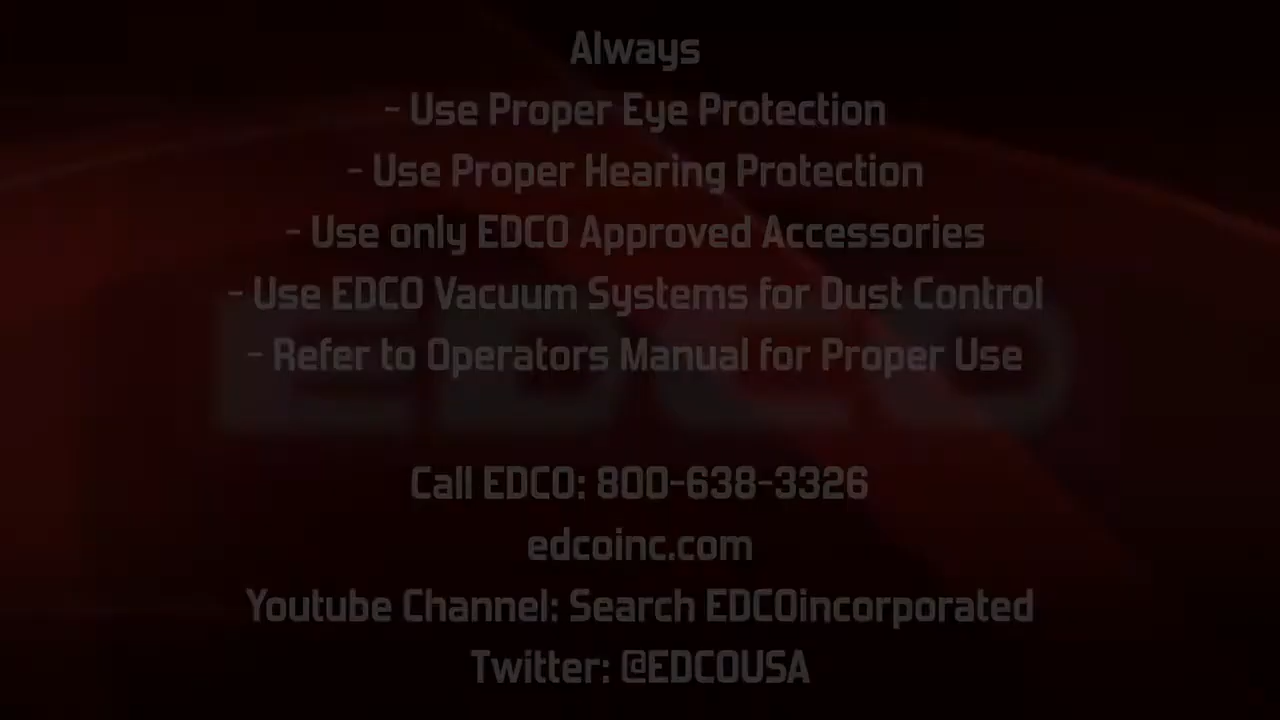 Always
- Use Proper Eye Protection
- Use Proper Hearing Protection
- Use only EDCO Approved Accessories
- Use EDCO Vacuum Systems for Dust Control
- Refer to Operators Manual for Proper Use
EDCO
Call EDCO: 800-638-3326
edcoinc.com
Youtube Channel: Search EDCOincorporated
Twitter: @EDCOUSA